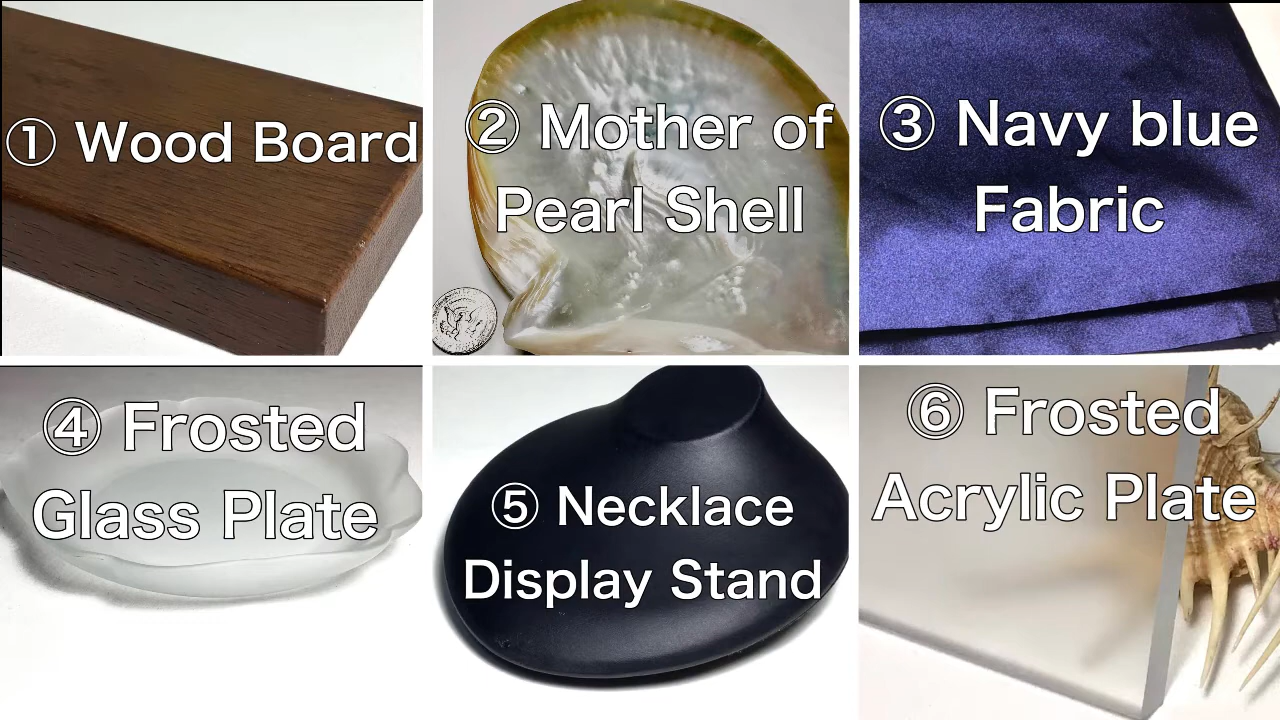 ① Wood Board
② Mother of
Pearl Shell
③ Navy blue
Fabric
④ Frosted
Glass Plate
⑤ Necklace
Display Stand
⑥ Frosted
Acrylic Plate